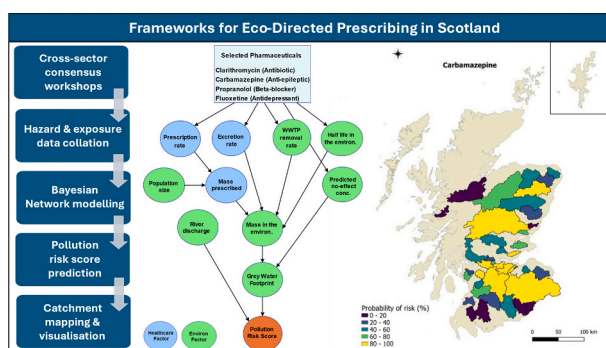 Frameworks for Eco-Directed Prescribing in Scotland
Cross-sector
consensus
workshops
Hazard & exposure
data collation
Bayesian
Network modelling
Pollution
risk score
prediction
Catchment
mapping &
visualisation
Selected Pharmaceuticals
Clarithromycin (Antibiotic)
Carbamazepine (Anti-epileptic)
Propranolol (Beta-blocker)
Fluoxetine (Antidepressant)
Prescription
rate
Excretion
rate
WWTP
removal
rate
Half life in
the environ.
Population
size
Mass
prescribed
Predicted
no-effect
conc.
River
discharge
Mass in the
environ.
Grey Water
Footprint
Pollution
Risk Score
Healthcare
Factor
Environ
Factor
Carbamazepine
Probability of risk (%)
0 - 20
20 - 40
40 - 60
60 - 80
80 - 100
0
50
100 km